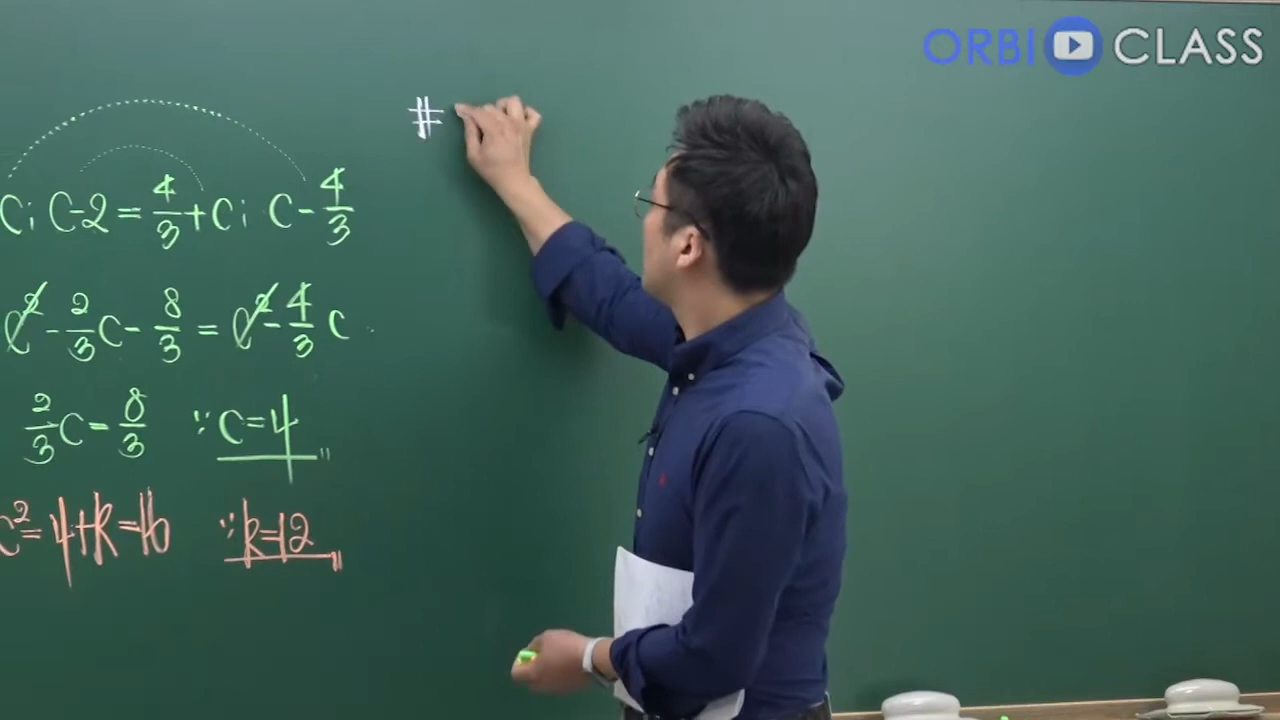 ORBI CLASS
#
C ; C-2 = 4/3 + C ; C - 4/3
C² - 2/3 C - 8/3 = C² - 4/3 C
2/3 C = 8/3 ∵ C=4
C² = 4+k = 16 ∵ k=12